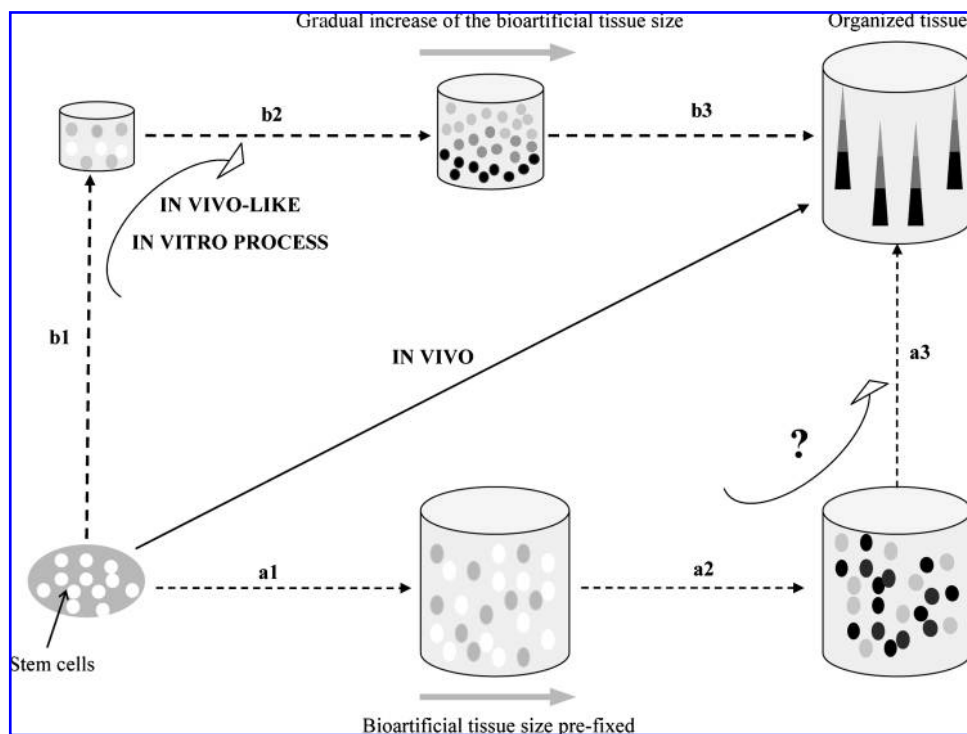 Gradual increase of the bioartificial tissue size
Organized tissue
b2
b3
IN VIVO-LIKE
IN VITRO PROCESS
b1
IN VIVO
a3
?
a1
a2
Stem cells
Bioartificial tissue size pre-fixed